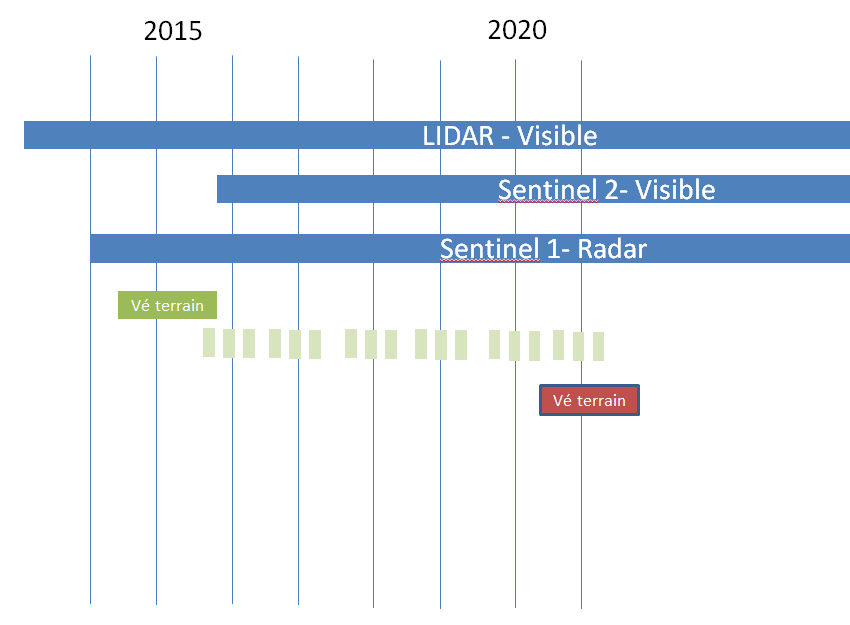 2015
2020
LIDAR - Visible
Sentinel 2- Visible
Sentinel 1- Radar
Vé terrain
Vé terrain